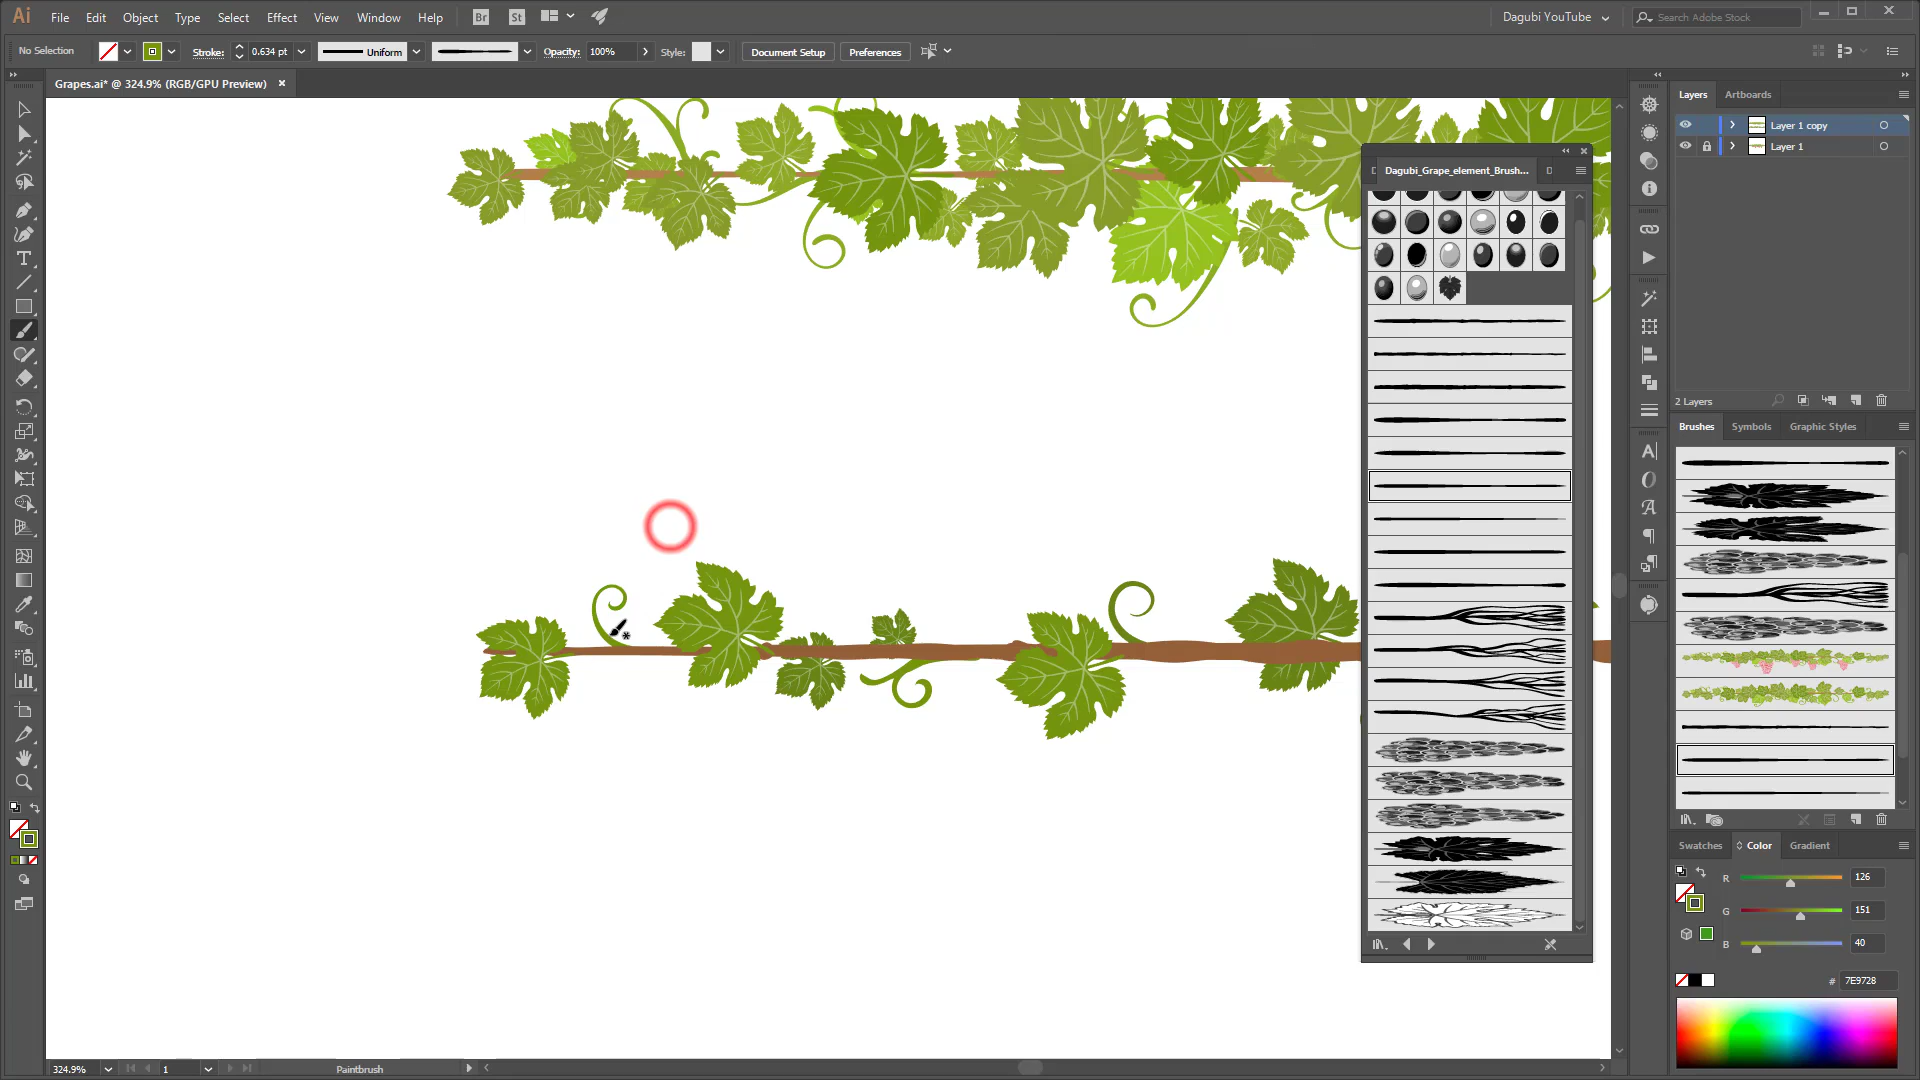 Ai File Edit Object Type Select Effect View Window Help Br St Dagubi YouTube Search Adobe Stock
No Selection Stroke: 0.634 pt Uniform Opacity: 100% Style: Document Setup Preferences
Grapes.ai* @ 324.9% (RGB/GPU Preview)
Layers Artboards
Layer 1 copy
Layer 1
Dagubi_Grape_element_Brush...
2 Layers
Brushes Symbols Graphic Styles
Swatches Color Gradient
R 126
G 151
B 40
# 7E9728
324.9% 1 Paintbrush